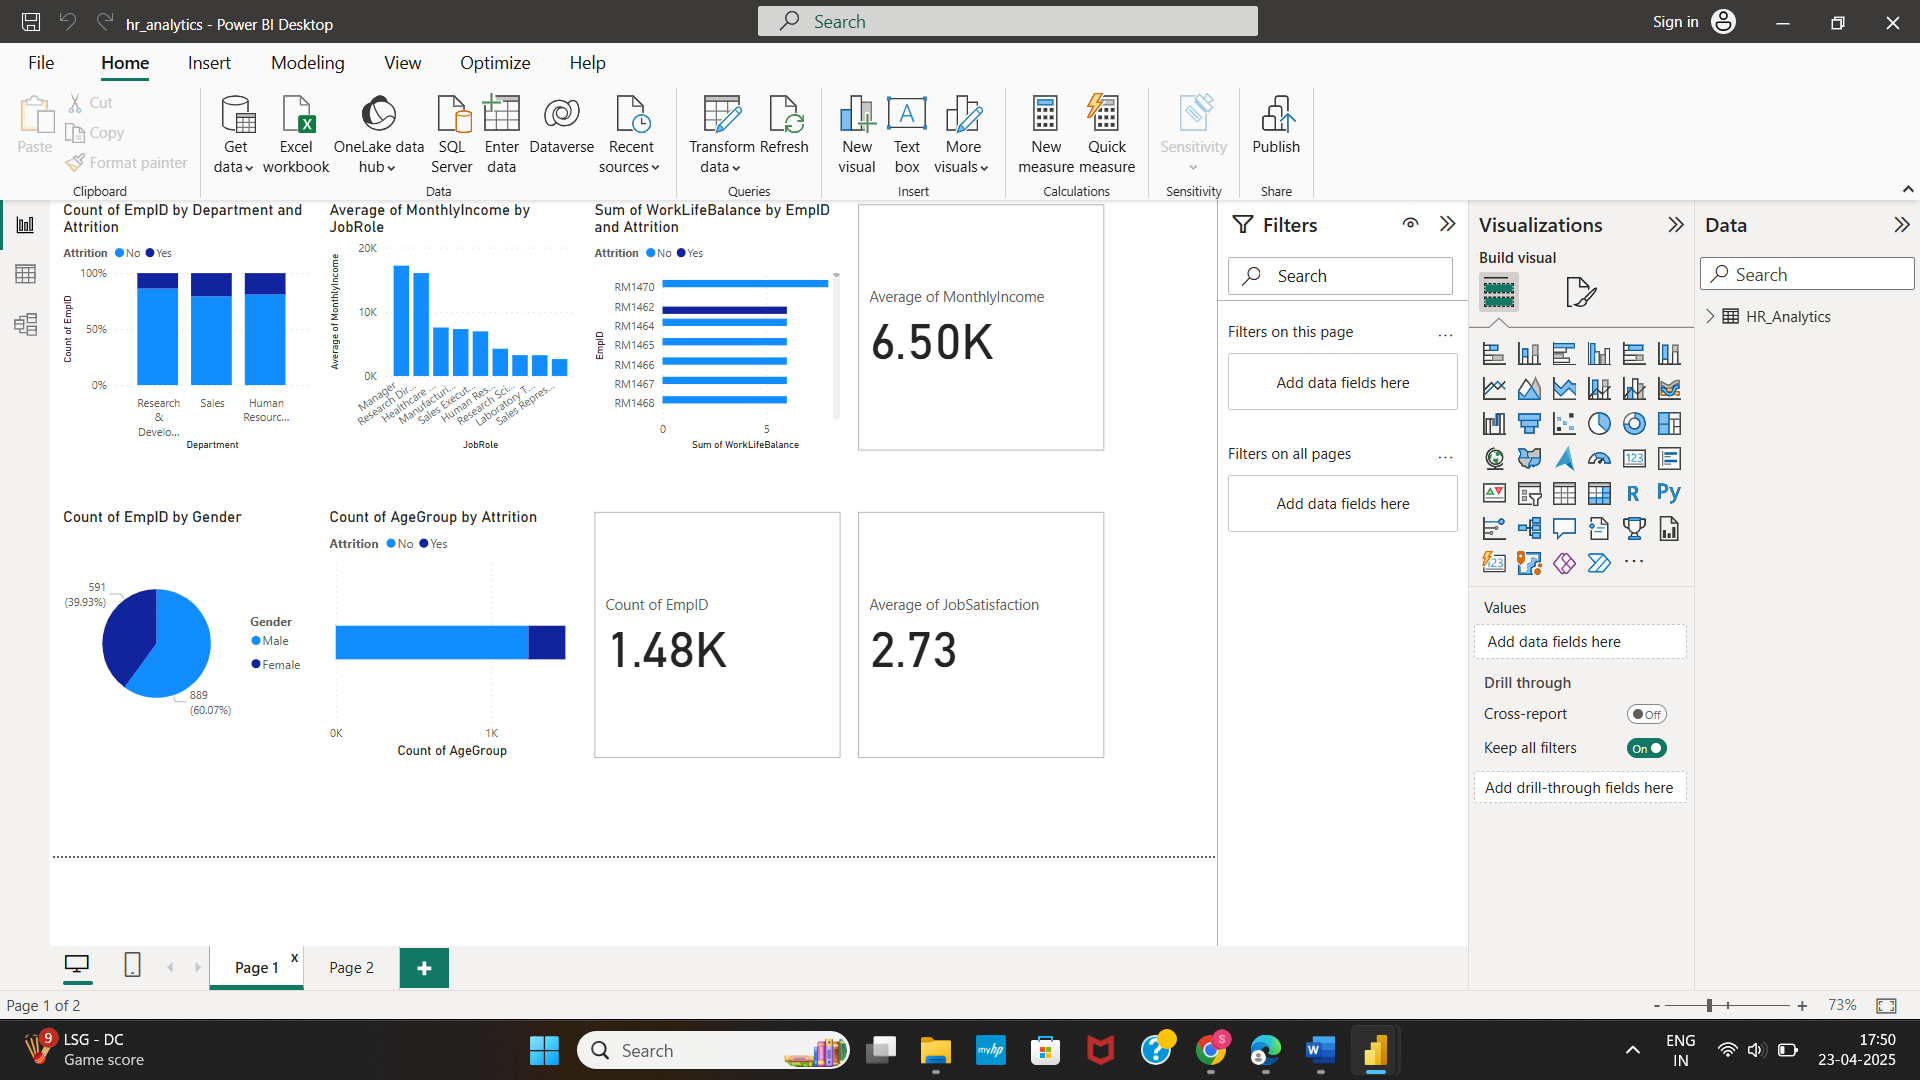 hr_analytics - Power BI Desktop
Search
Sign in
File
Home
Insert
Modeling
View
Optimize
Help
Paste
Cut
Copy
Format painter
Clipboard
Get
data
Excel
workbook
OneLake data
hub
SQL
Server
Enter
data
Dataverse
Recent
sources
Data
Transform
data
Refresh
Queries
New
visual
Text
box
More
visuals
Insert
New
measure
Quick
measure
Calculations
Sensitivity
Sensitivity
Publish
Share
Count of EmpID by Department and
Attrition
Attrition No Yes
100%
50%
0%
Count of EmpID
Research
&
Develo...
Sales
Human
Resourc...
Department
Average of MonthlyIncome by
JobRole
20K
10K
0K
Average of MonthlyIncome
Manager
Research Dir...
Healthcare ...
Manufacturi...
Sales Execut...
Human Res...
Research Sci...
Laboratory T...
Sales Repres...
JobRole
Sum of WorkLifeBalance by EmpID
and Attrition
Attrition No Yes
RM1470
RM1462
RM1464
RM1465
RM1466
RM1467
RM1468
EmpID
0
5
Sum of WorkLifeBalance
Average of MonthlyIncome
6.50K
Count of EmpID by Gender
591
(39.93%)
889
(60.07%)
Gender
Male
Female
Count of AgeGroup by Attrition
Attrition No Yes
0K
1K
Count of AgeGroup
Count of EmpID
1.48K
Average of JobSatisfaction
2.73
Filters
Search
Filters on this page
...
Add data fields here
Filters on all pages
...
Add data fields here
Visualizations
Build visual
123
R
Py
123
...
Values
Add data fields here
Drill through
Cross-report
Off
Keep all filters
On
Add drill-through fields here
Data
Search
HR_Analytics
Page 1
x
Page 2
+
Page 1 of 2
-
+
73%
9
LSG - DC
Game score
Search
myhp
S
W
ENG
IN
17:50
23-04-2025